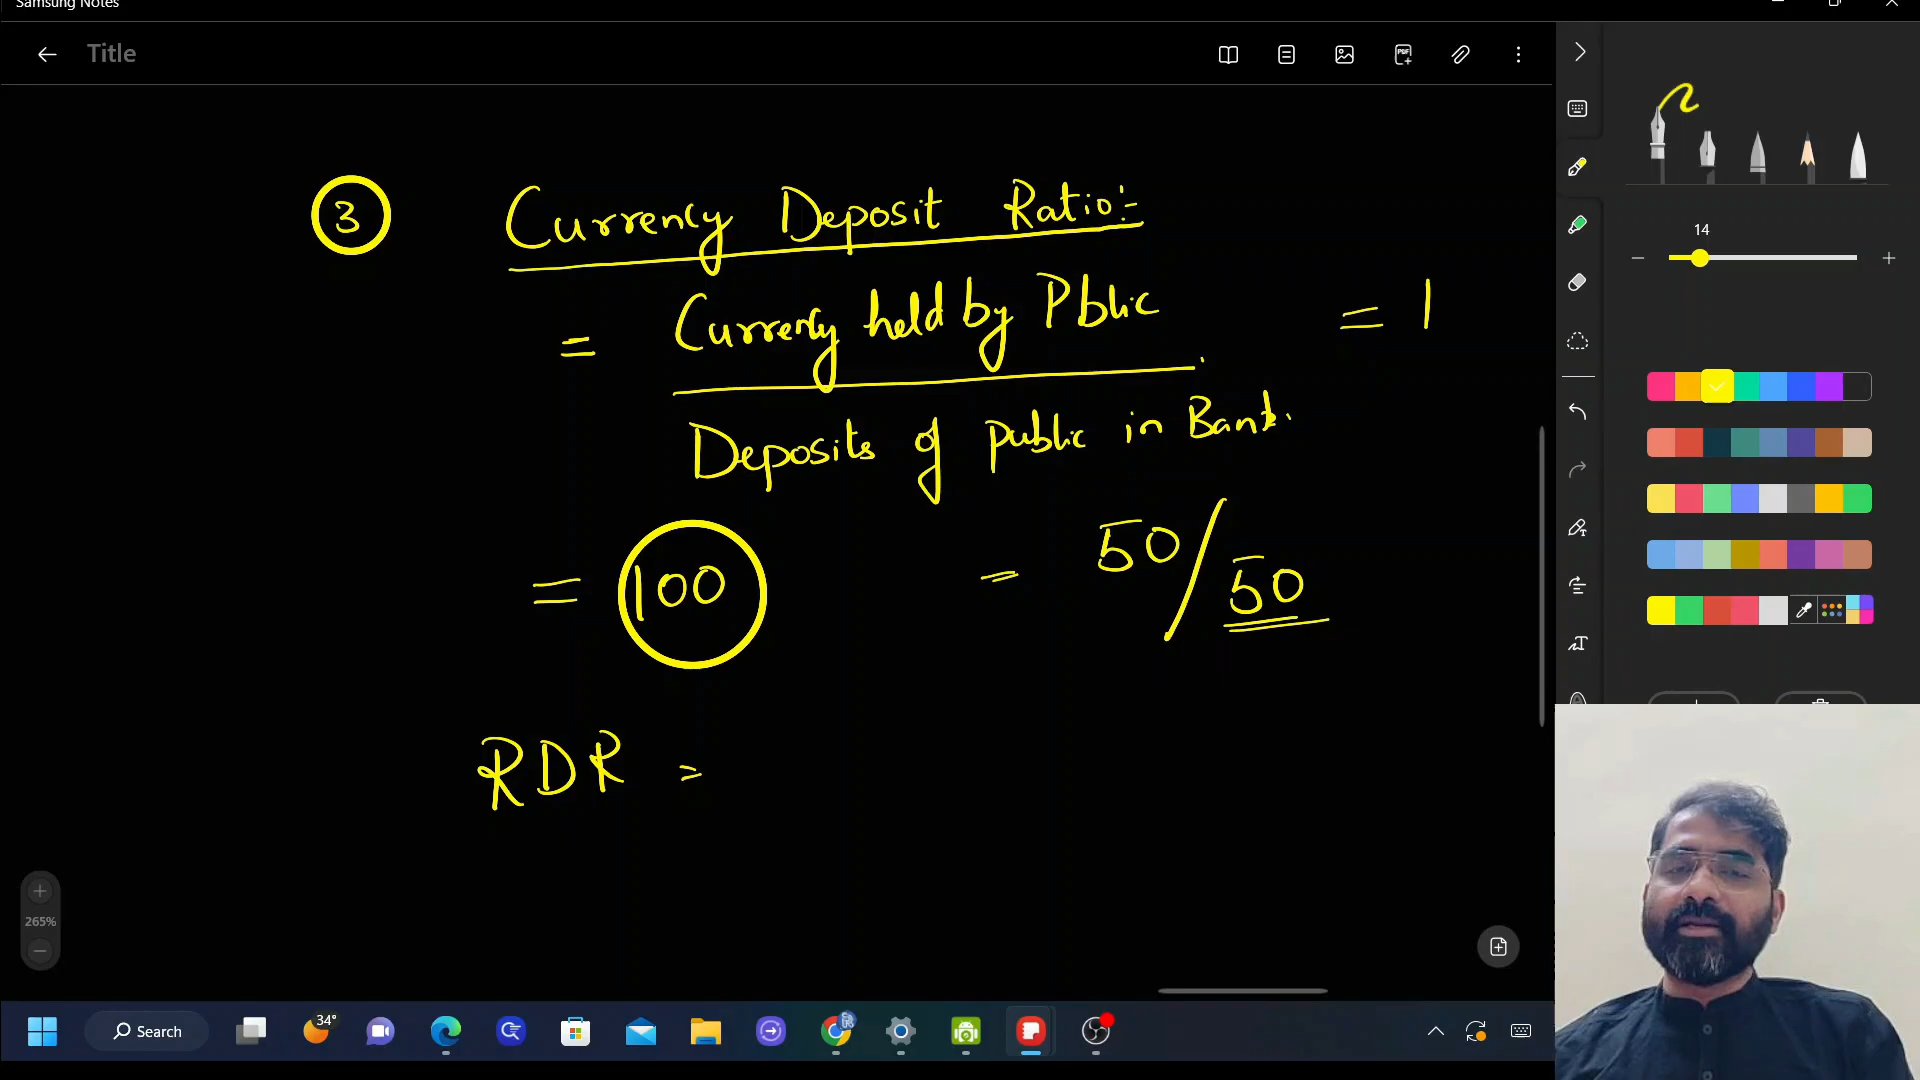 Samsung Notes
Title
3 Currency Deposit Ratio:-
= Currency held by Pblic = 1
Deposits of public in Bank.
= 100 = 50/50
RDR =
14
265%
34°
Search